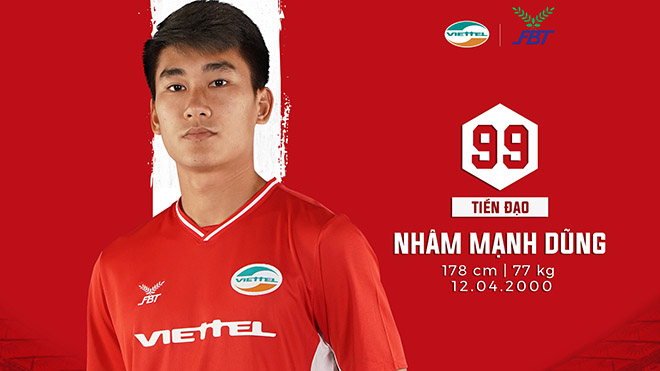 VIETTEL
FBT
99
TIỀN ĐẠO
NHÂM MẠNH DŨNG
178 cm | 77 kg
12.04.2000
FBT
VIETTEL
VIETTEL